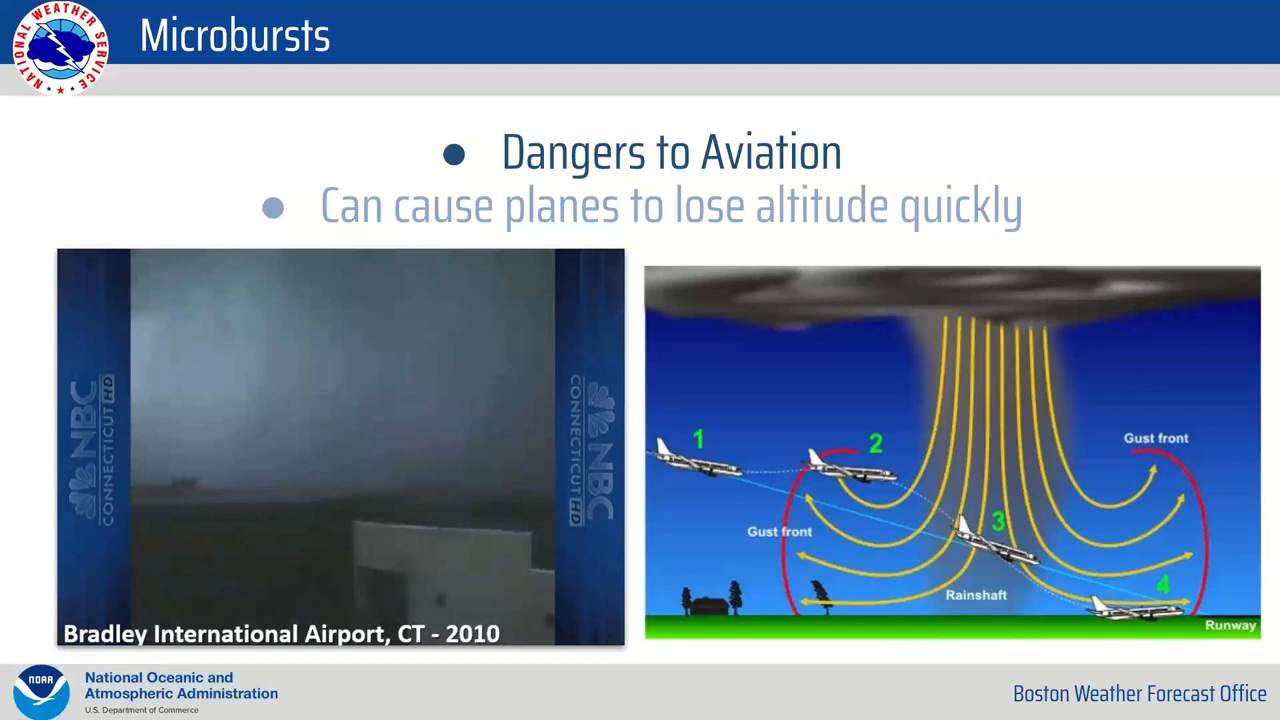 NATIONAL WEATHER SERVICE
Microbursts
● Dangers to Aviation
● Can cause planes to lose altitude quickly
NBC
CONNECTICUT HD
NBC
CONNECTICUT HD
Bradley International Airport, CT - 2010
1
2
Gust front
3
Gust front
4
Rainshaft
Runway
NOAA
National Oceanic and
Atmospheric Administration
U.S. Department of Commerce
Boston Weather Forecast Office